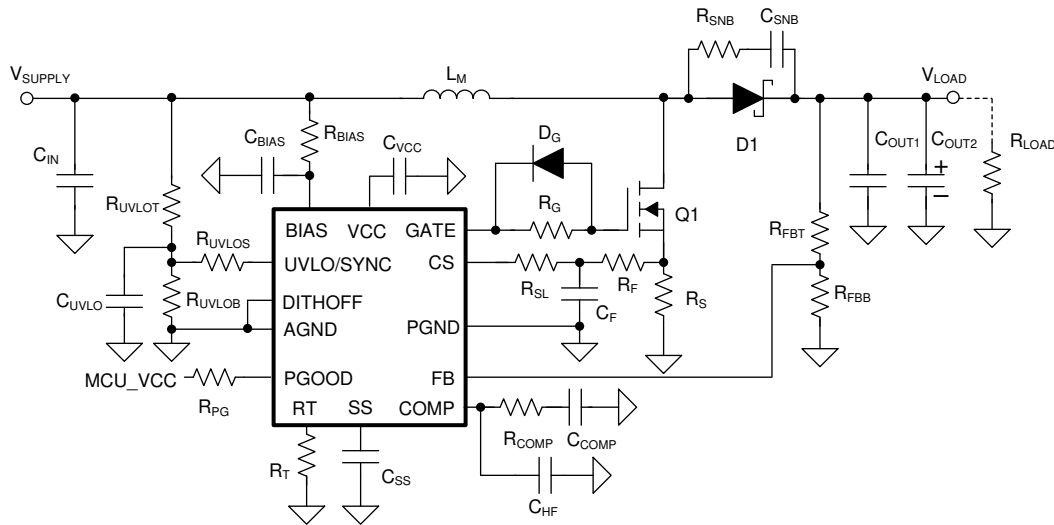 RSNB
CSNB
VSUPPLY
LM
VLOAD
D1
CIN
CBIAS
RBIAS
CVCC
DG
COUT1
COUT2
+
−
RLOAD
RUVLOT
RG
Q1
BIAS
VCC
GATE
RUVLOS
UVLO/SYNC
CS
RFBT
CUVLO
RUVLOB
DITHOFF
RSL
RF
RS
CF
RFBB
AGND
PGND
MCU_VCC
PGOOD
FB
RPG
RT
SS
COMP
RT
CSS
RCOMP
CCOMP
CHF